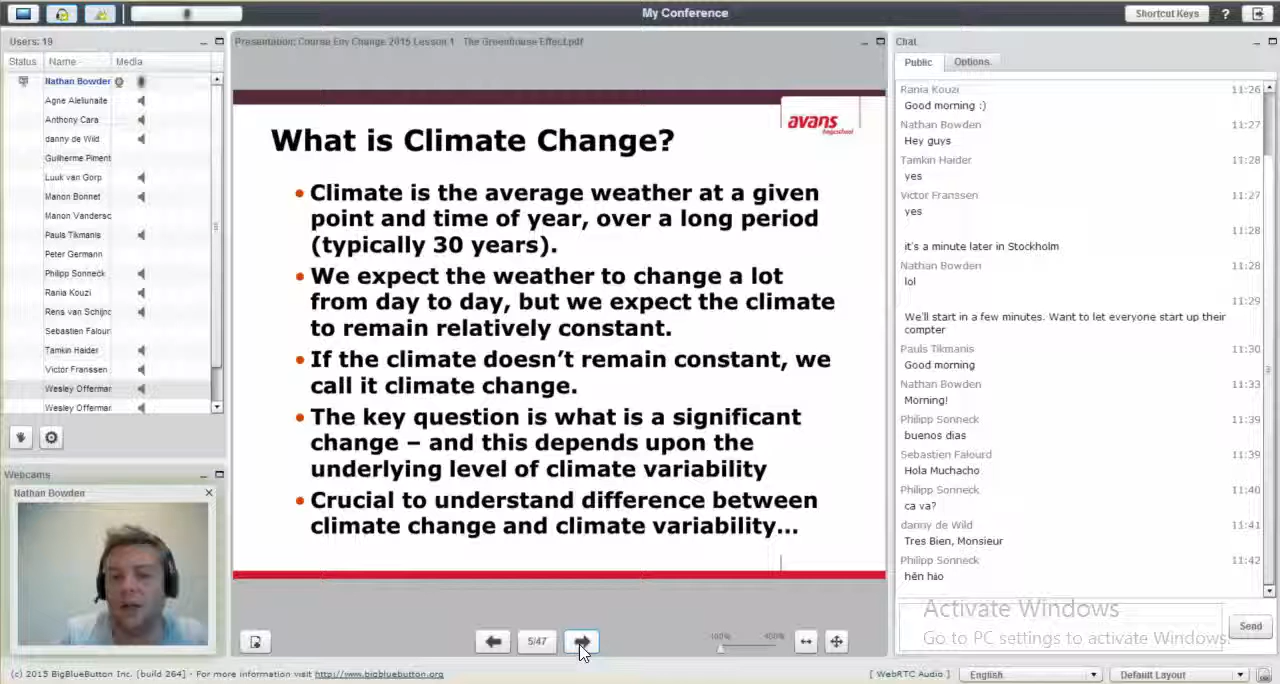 My Conference
Shortcut Keys
?
Users: 19
Status Name Media
Nathan Bowder
Agne Aleliunaite
Anthony Cara
danny de Wild
Guilherme Piment
Luuk van Gorp
Manon Bonnet
Manon Vandersc
Pauls Tikmanis
Peter Germann
Philipp Sonneck
Rania Kouzi
Rens van Schijnd
Sebastien Falour
Tamkin Haider
Victor Franssen
Wesley Offermar
Wesley Offermar
Webcams
Nathan Bowden
Presentation: Course Env Change 2015 Lesson 1 The Greenhouse Effect.pdf
avans
hogeschool
What is Climate Change?
• Climate is the average weather at a given
point and time of year, over a long period
(typically 30 years).
• We expect the weather to change a lot
from day to day, but we expect the climate
to remain relatively constant.
• If the climate doesn't remain constant, we
call it climate change.
• The key question is what is a significant
change – and this depends upon the
underlying level of climate variability
• Crucial to understand difference between
climate change and climate variability...
5/47
100% 400%
Chat
Public Options
Rania Kouzi 11:26
Good morning :)
Nathan Bowden 11:27
Hey guys
Tamkin Haider 11:28
yes
Victor Franssen 11:27
yes
11:28
it's a minute later in Stockholm
Nathan Bowden 11:28
lol
11:29
We'll start in a few minutes. Want to let everyone start up their
compter
Pauls Tikmanis 11:30
Good morning
Nathan Bowden 11:33
Morning!
Philipp Sonneck 11:39
buenos dias
Sebastien Falourd 11:39
Hola Muchacho
Philipp Sonneck 11:40
ca va?
danny de Wild 11:41
Tres Bien, Monsieur
Philipp Sonneck 11:42
hěn hǎo
Activate Windows
Go to PC settings to activate Windows.
Send
(c) 2015 BigBlueButton Inc. [build 264] - For more information visit http://www.bigbluebutton.org
[ WebRTC Audio ] English Default Layout